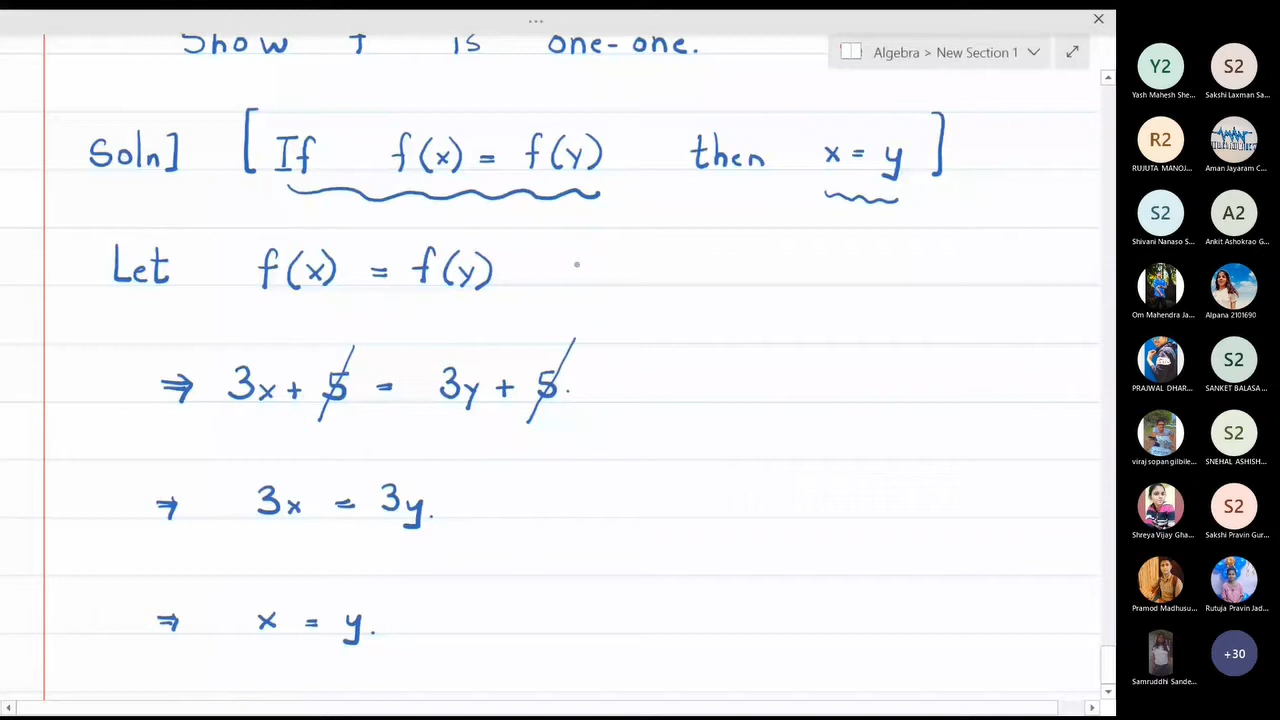 ...
Show f is one-one.
Algebra > New Section 1
Soln] [ If f(x) = f(y) then x = y ]
Let f(x) = f(y)
⇒ 3x + 5 = 3y + 5.
⇒ 3x = 3y.
⇒ x = y.
Y2 S2
Yash Mahesh She... Sakshi Laxman Sa...
R2 AMAN
RUJUTA MANOJ... Aman Jayaram C...
S2 A2
Shivani Nanaso S... Ankit Ashokrao G...
Om Mahendra Ja... Alpana 2101690
S2
PRAJWAL DHAR... SANKET BALASA...
S2
viraj sopan gilbile... SNEHAL ASHISH...
S2
Shreya Vijay Gha... Sakshi Pravin Gur...
Pramod Madhusu... Rutuja Pravin Jad...
+30
Samruddhi Sande...